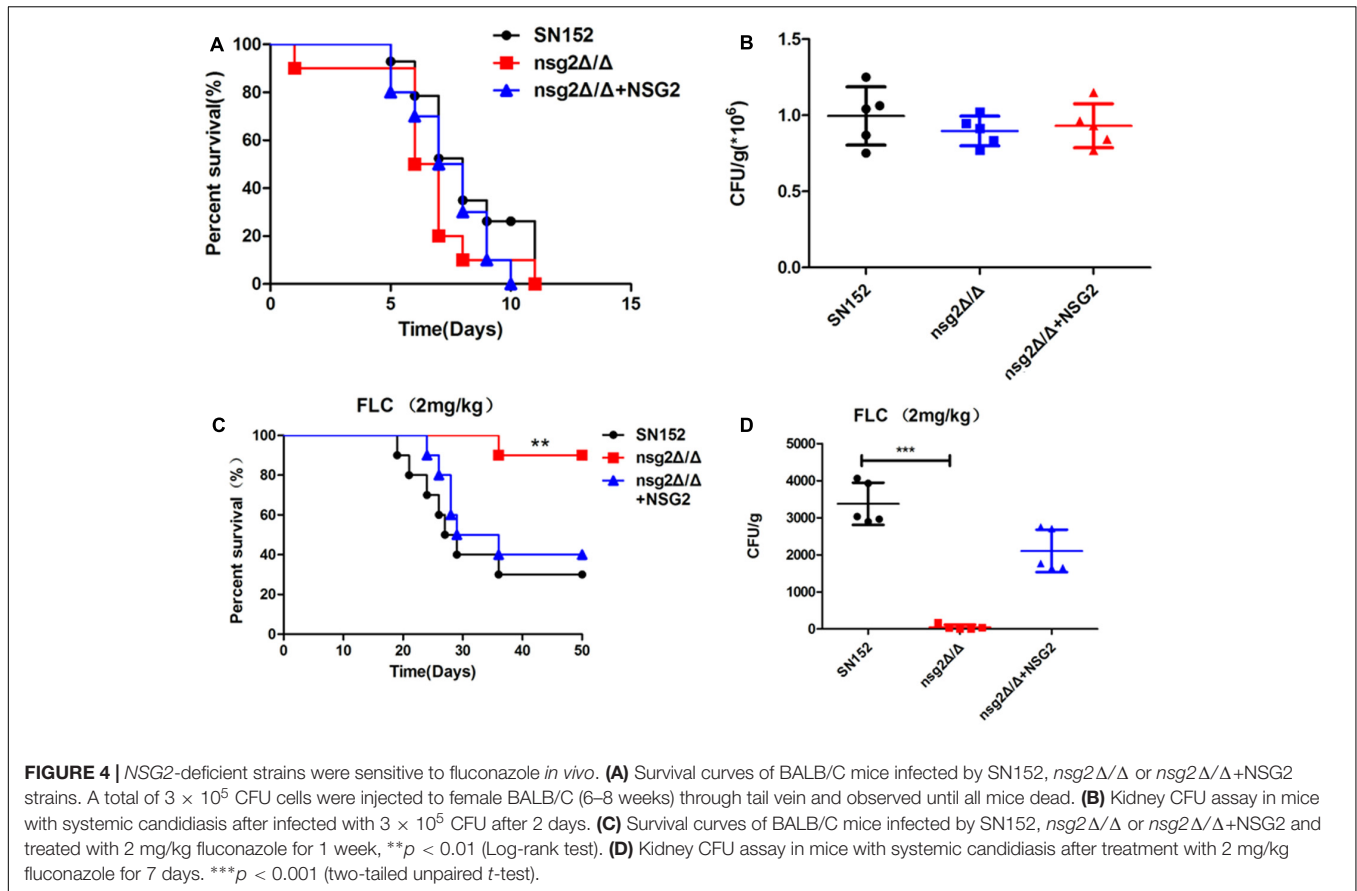 A
100
80
60
40
20
0
Percent survival(%)
0 5 10 15
Time(Days)
SN152
nsg2Δ/Δ
nsg2Δ/Δ+NSG2
B
1.5
1.0
0.5
0.0
CFU/g(*10⁶)
SN152
nsg2Δ/Δ
nsg2Δ/Δ+NSG2
C
FLC （2mg/kg）
100
80
60
40
20
0
Percent survival（%）
0 10 20 30 40 50
Time(Days)
**
SN152
nsg2Δ/Δ
nsg2Δ/Δ
+NSG2
D
FLC （2mg/kg）
5000
4000
3000
2000
1000
0
CFU/g
***
SN152
nsg2Δ/Δ
nsg2Δ/Δ+NSG2
FIGURE 4 | NSG2-deficient strains were sensitive to fluconazole in vivo. (A) Survival curves of BALB/C mice infected by SN152, nsg2Δ/Δ or nsg2Δ/Δ+NSG2
strains. A total of 3 × 10⁵ CFU cells were injected to female BALB/C (6–8 weeks) through tail vein and observed until all mice dead. (B) Kidney CFU assay in mice
with systemic candidiasis after infected with 3 × 10⁵ CFU after 2 days. (C) Survival curves of BALB/C mice infected by SN152, nsg2Δ/Δ or nsg2Δ/Δ+NSG2 and
treated with 2 mg/kg fluconazole for 1 week, **p < 0.01 (Log-rank test). (D) Kidney CFU assay in mice with systemic candidiasis after treatment with 2 mg/kg
fluconazole for 7 days. ***p < 0.001 (two-tailed unpaired t-test).